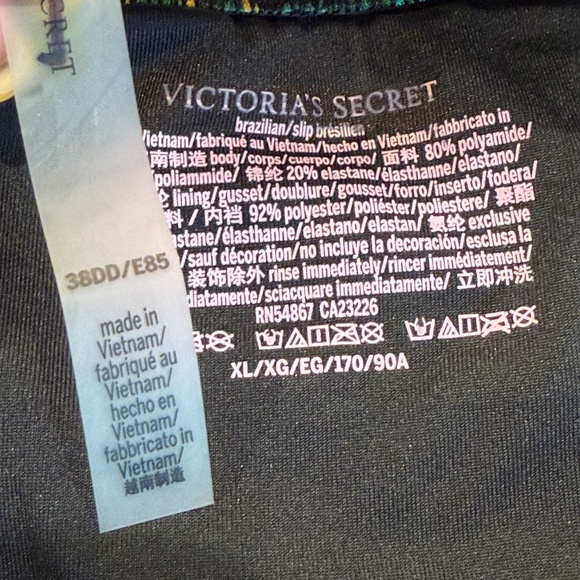 SECRET
38DD/E85
made in
Vietnam/
fabriqué au
Vietnam/
hecho en
Vietnam/
fabbricato in
Vietnam/
越南制造
VICTORIA'S SECRET
brazilian/slip brésilien
Vietnam/fabriqué au Vietnam/hecho en Vietnam/fabbricato in
南制造 body/corps/cuerpo/corpo/ 面料 80% polyamide/
poliammide/ 锦纶 20% elastane/élasthanne/elastano/
lining/gusset/doublure/gousset/forro/inserto/fodera/
料 / 内裆 92% polyester/poliéster/poliestere/ 聚酯
stane/élasthanne/elastano/elastan/ 氨纶 exclusive
/sauf décoration/no incluye la decoración/esclusa la
装饰除外 rinse immediately/rincer immédiatement/
diatamente/sciacquare immediatamente/ 立即冲洗
RN54867 CA23226
XL/XG/EG/170/90A